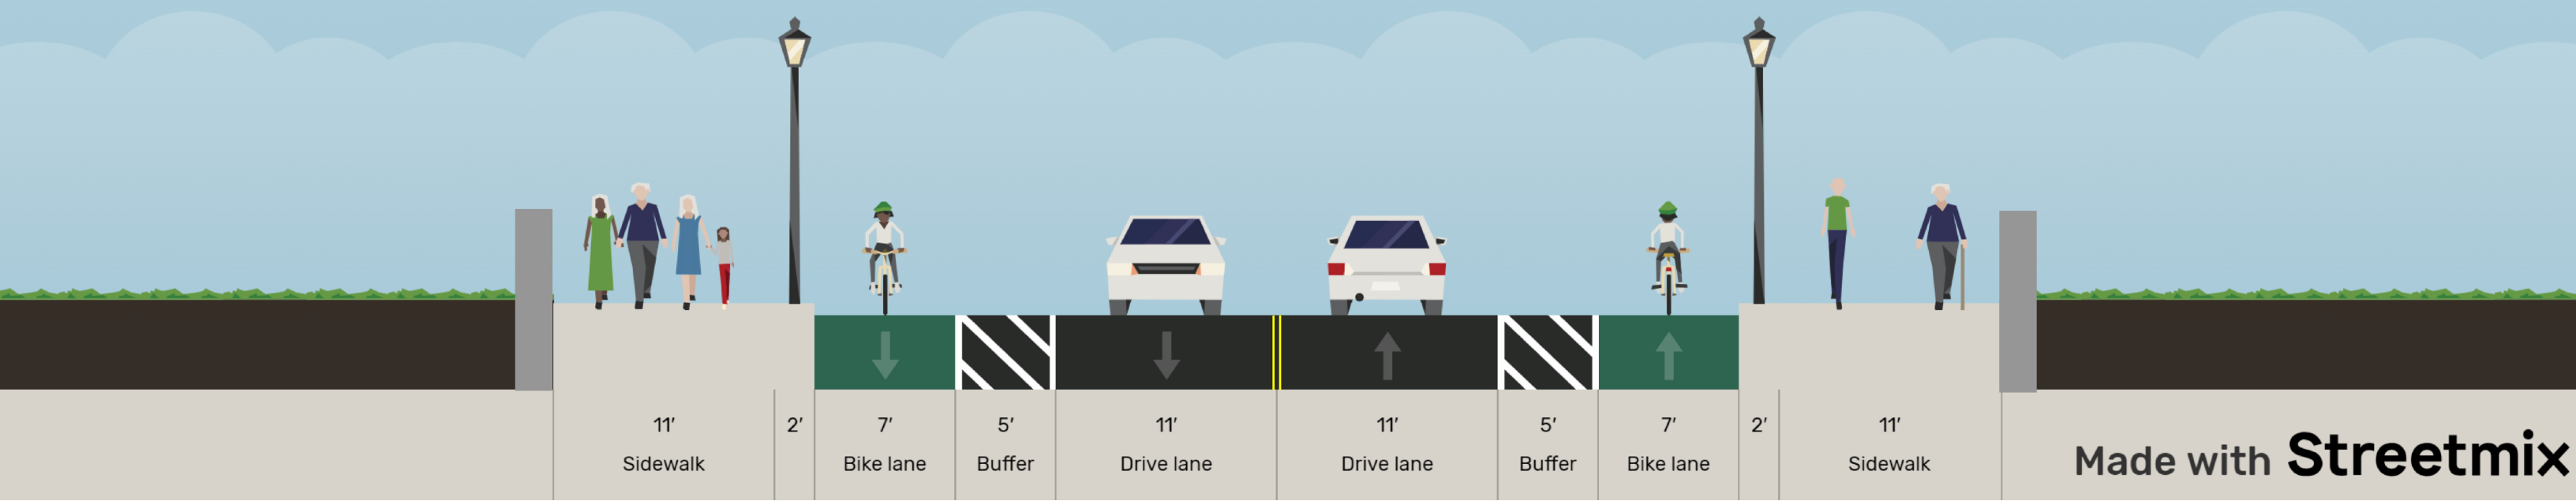 11′ 2′ 7′ 5′ 11′ 11′ 5′ 7′ 2′ 11′
Sidewalk Bike lane Buffer Drive lane Drive lane Buffer Bike lane Sidewalk
Made with Streetmix